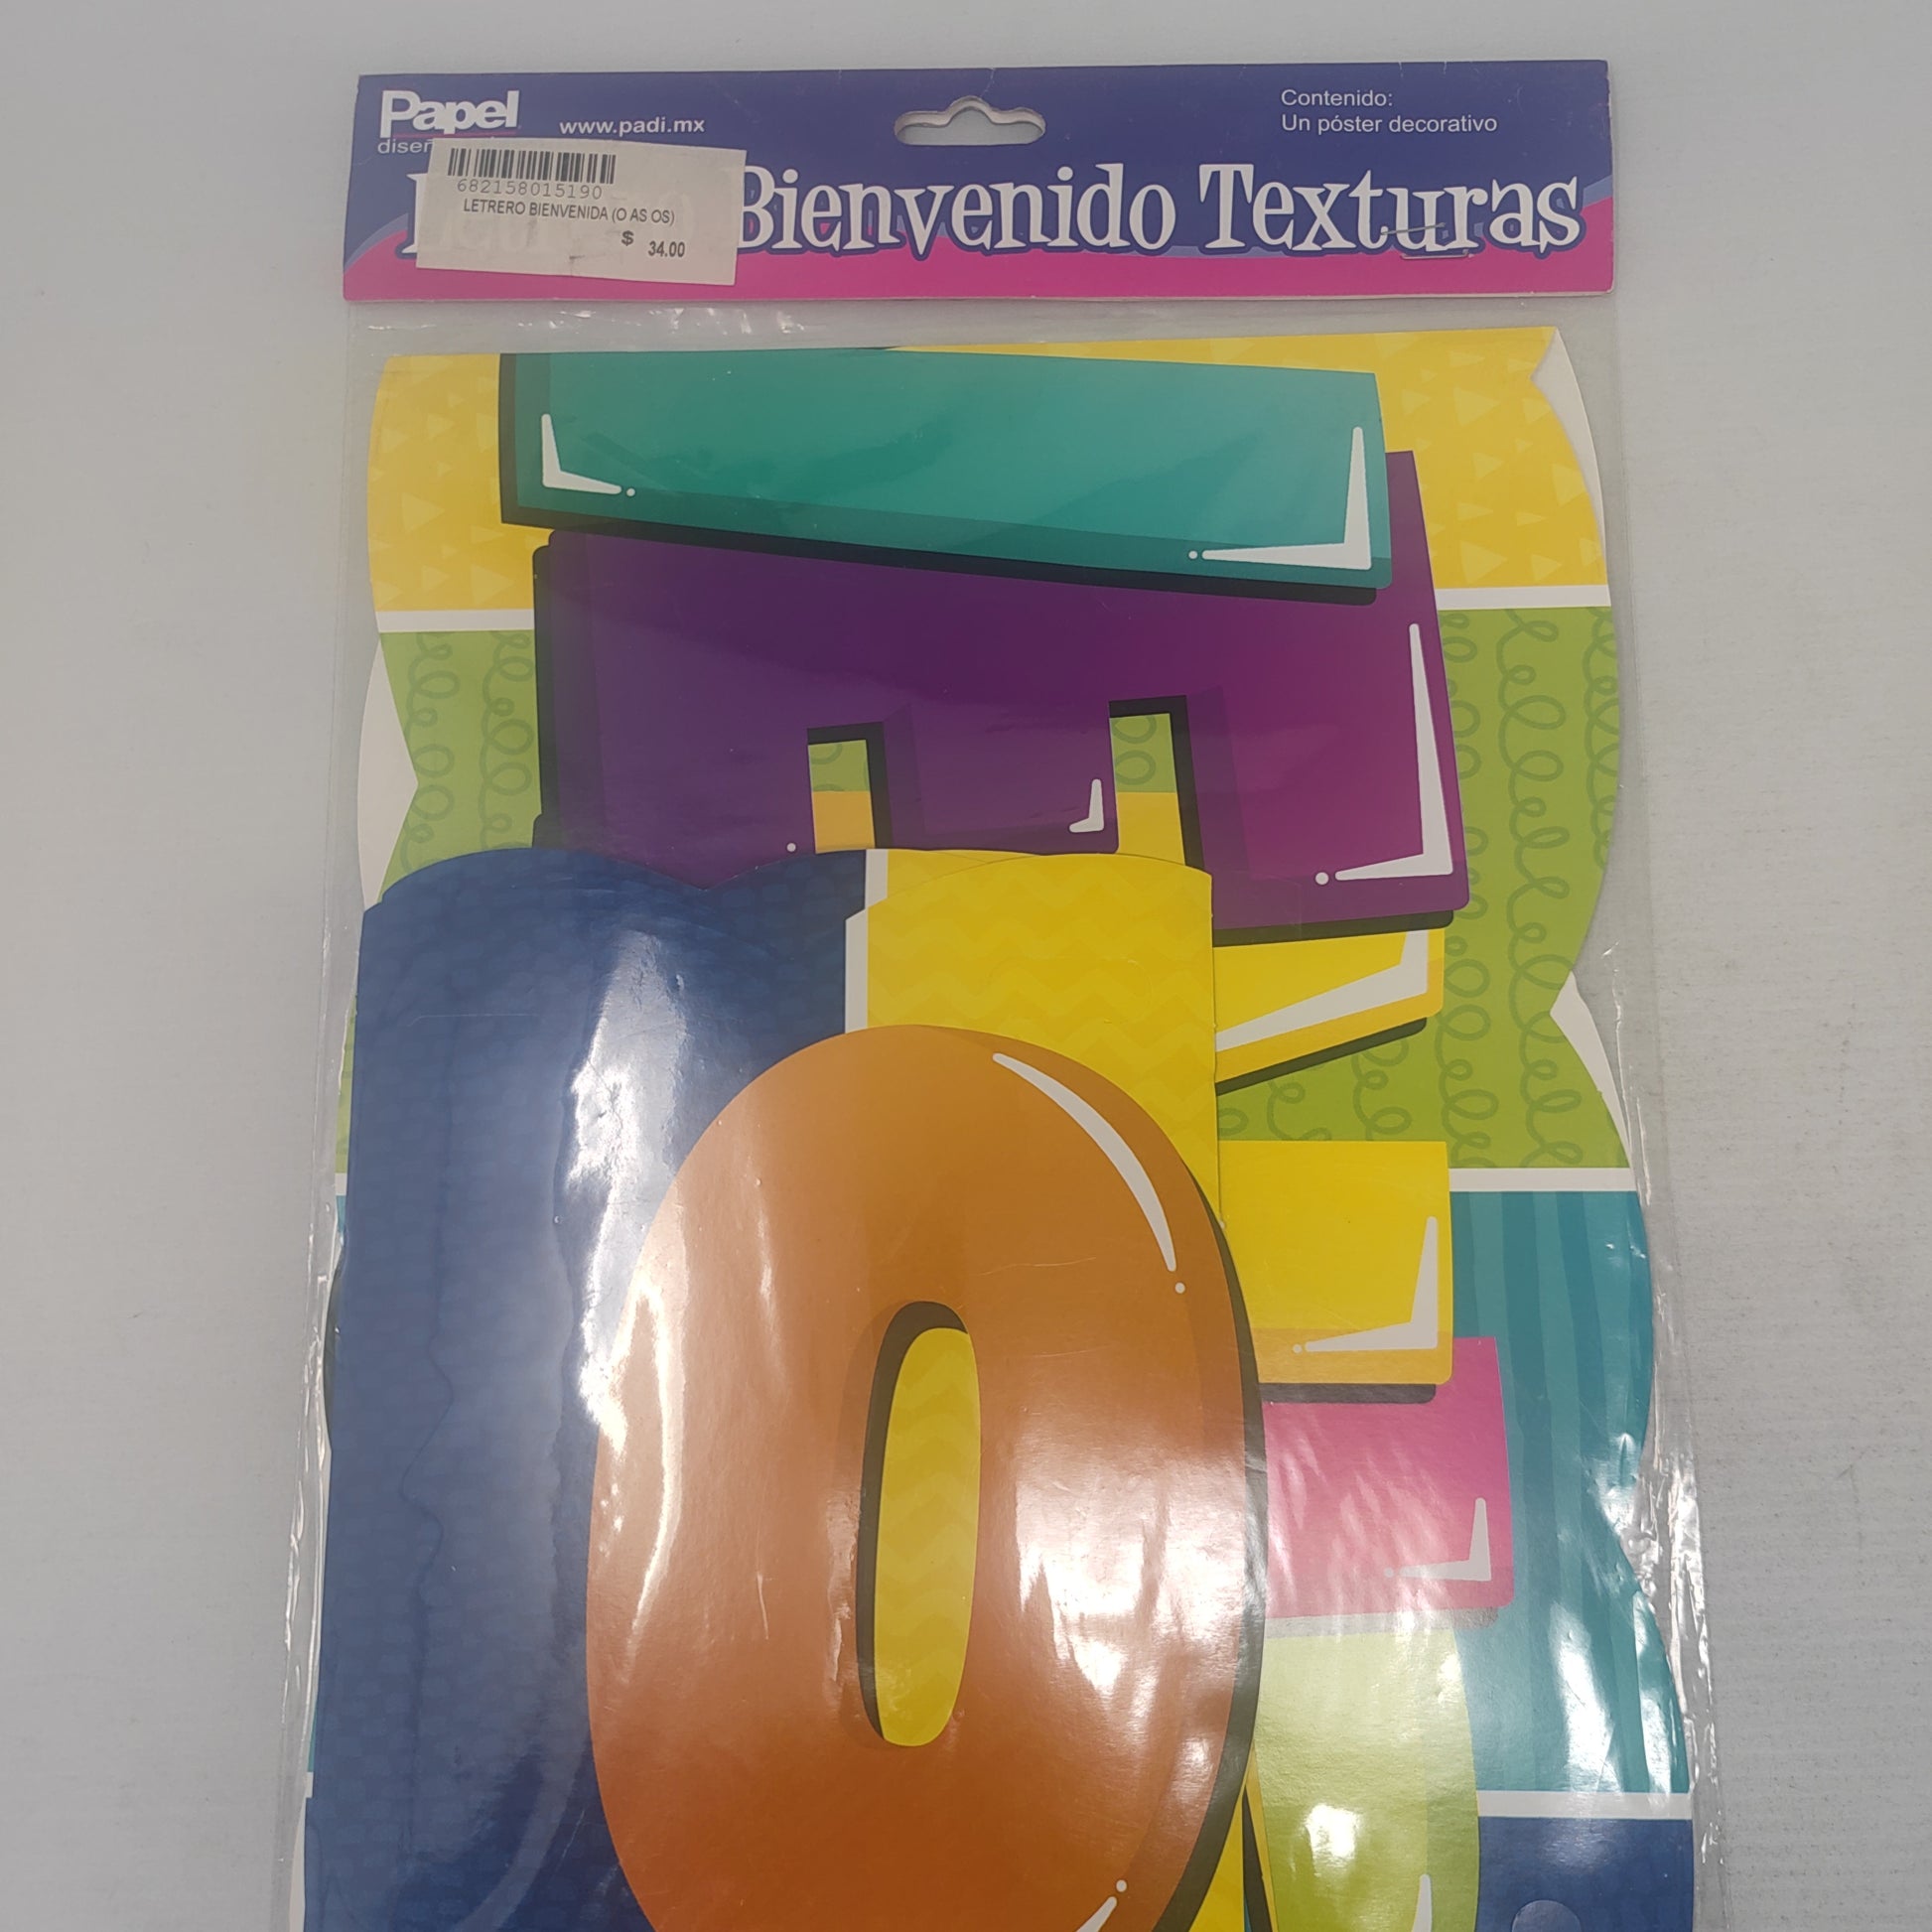 Papel
www.padi.mx
Contenido:
Un póster decorativo
682158015190
LETRERO BIENVENIDA (O AS OS)
$ 34.00
Bienvenido Texturas
E
O